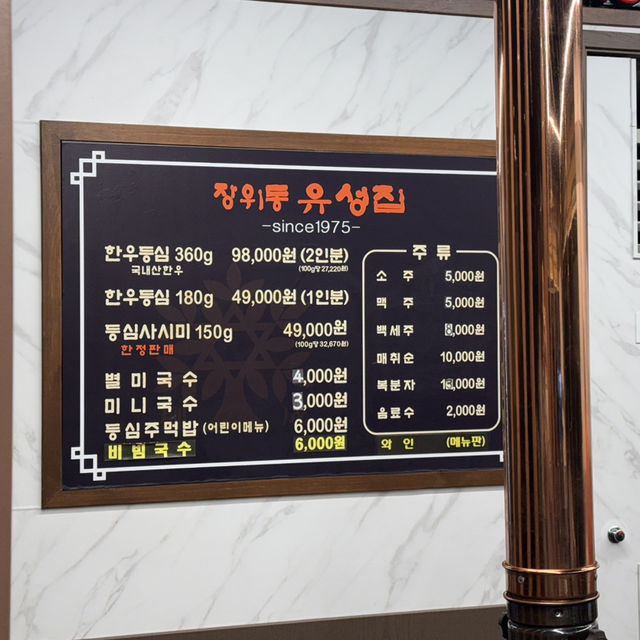 장위동 유성집
-since1975-
한우등심 360g 98,000원 (2인분)
국내산한우 (100g당 27,220원)
한우등심 180g 49,000원 (1인분)
등심사시미 150g 49,000원
한정판매 (100g당 32,670원)
별미국수 4,000원
미니국수 3,000원
등심주먹밥 (어린이메뉴) 6,000원
비빔국수 6,000원
주류
소주 5,000원
맥주 5,000원
백세주 8,000원
매취순 10,000원
복분자
음료수 2,000원
와인 (메뉴판)